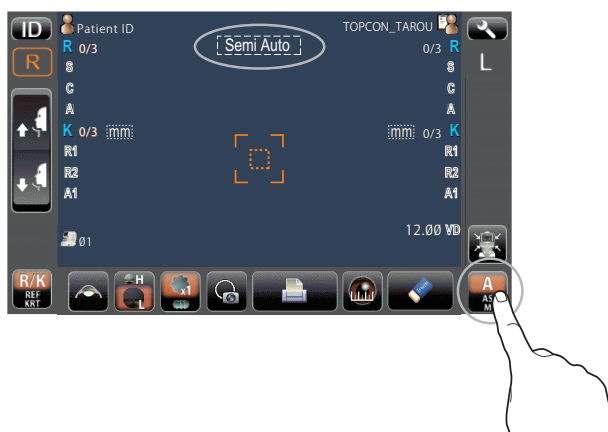 ID Patient ID TOPCON_TAROU
R R 0/3 Semi Auto 0/3 R L
S S
C C
A A
K 0/3 mm mm 0/3 K
R1 R1
R2 R2
A1 A1
01 12.00 VD
R/K H A
REF x1
KRT L